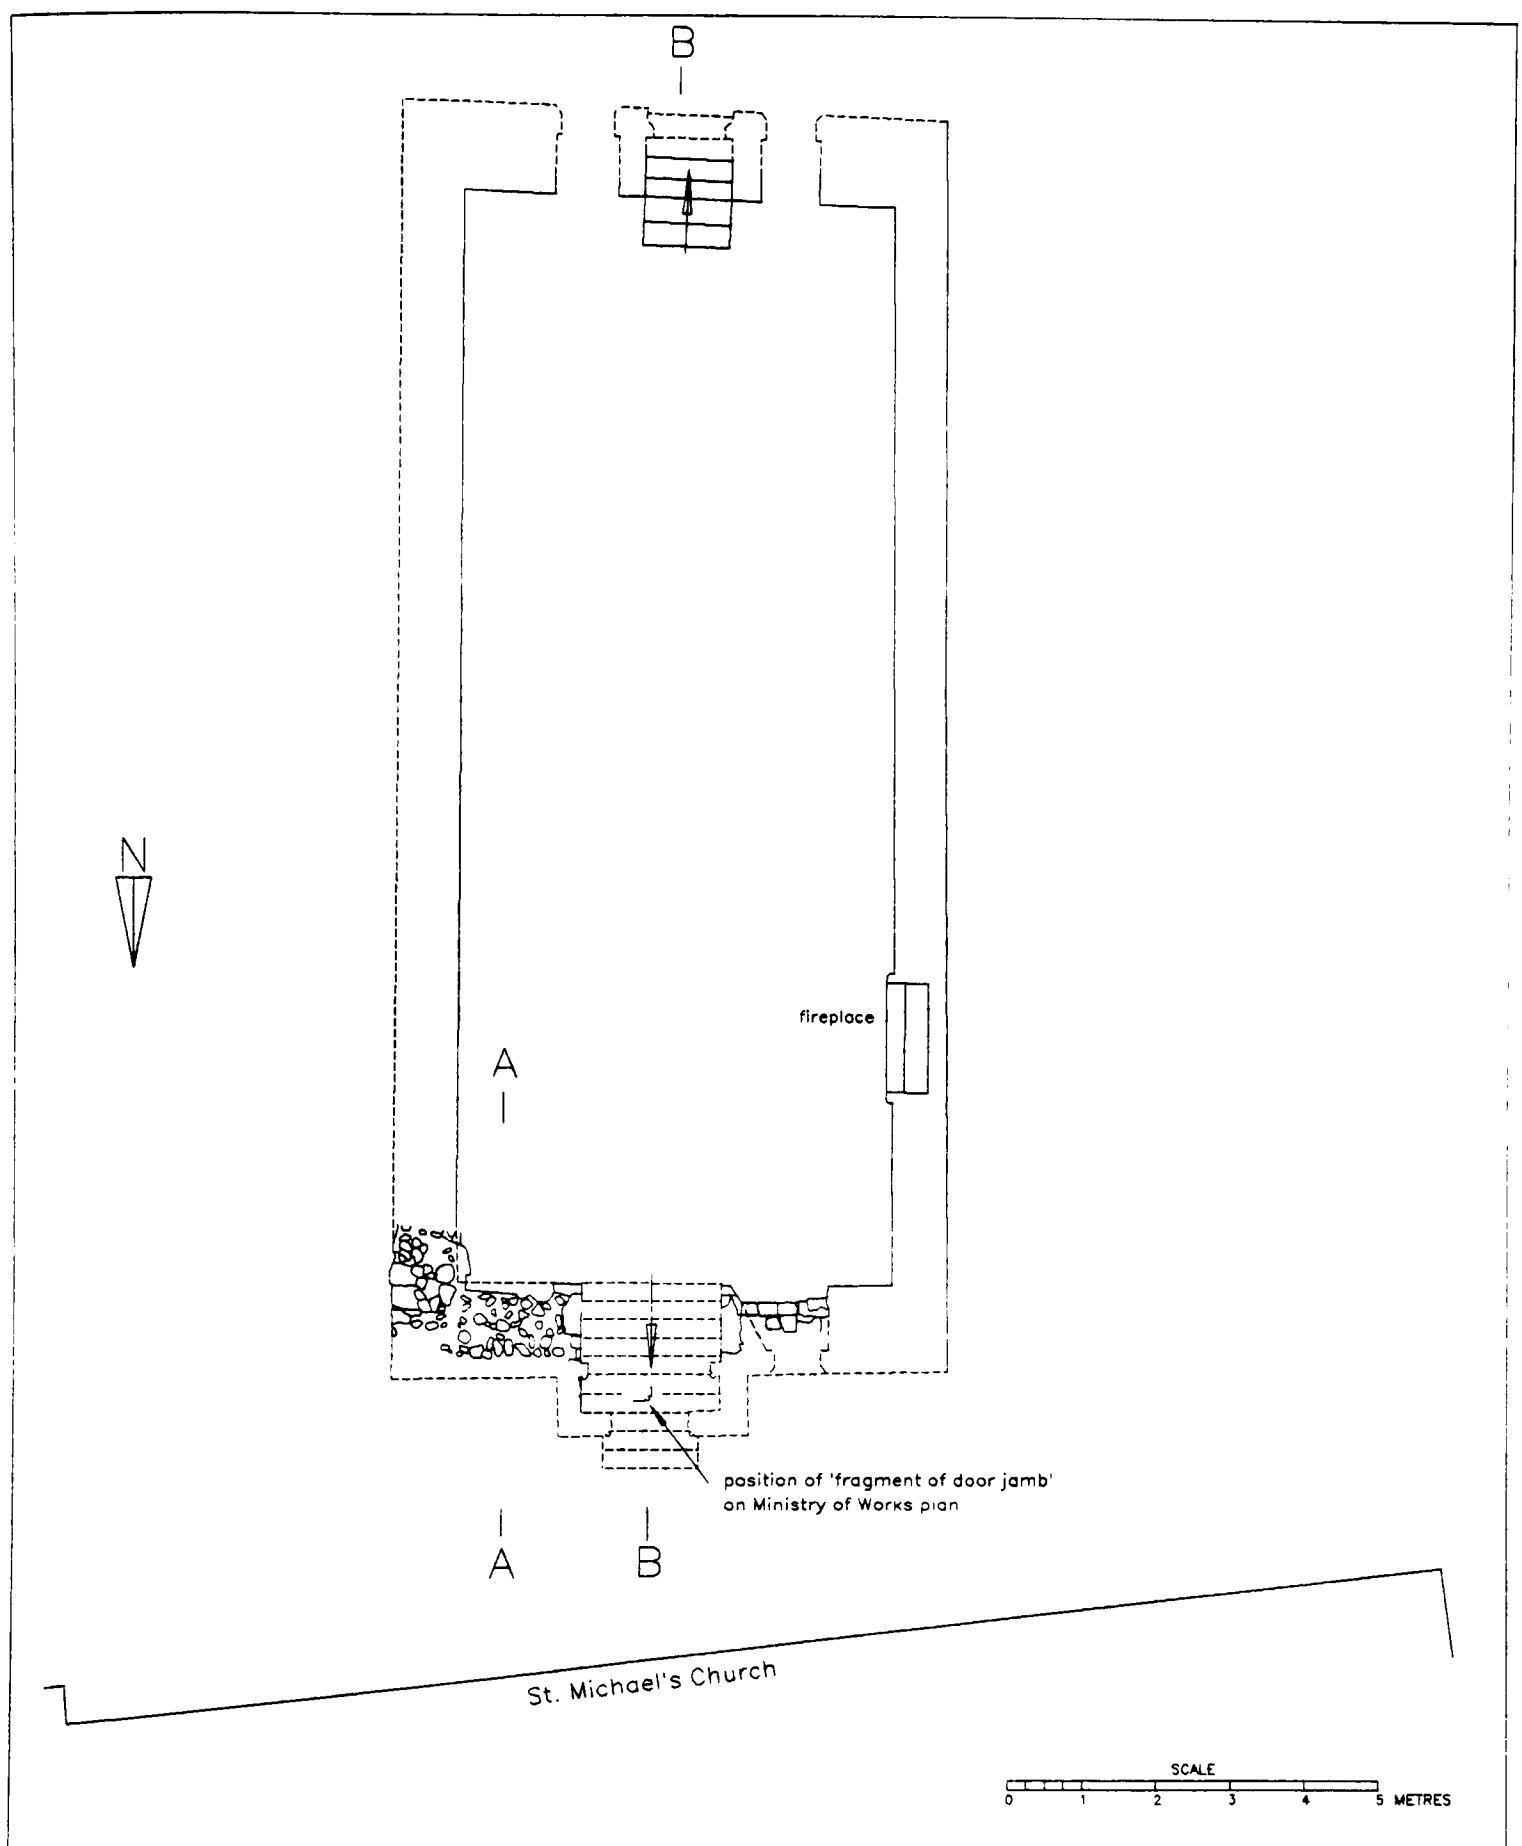 B
N
fireplace
A
position of 'fragment of door jamb'
on Ministry of Works plan
A
B
St. Michael's Church
SCALE
0 1 2 3 4 5 METRES